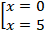 x = 0
x = 5